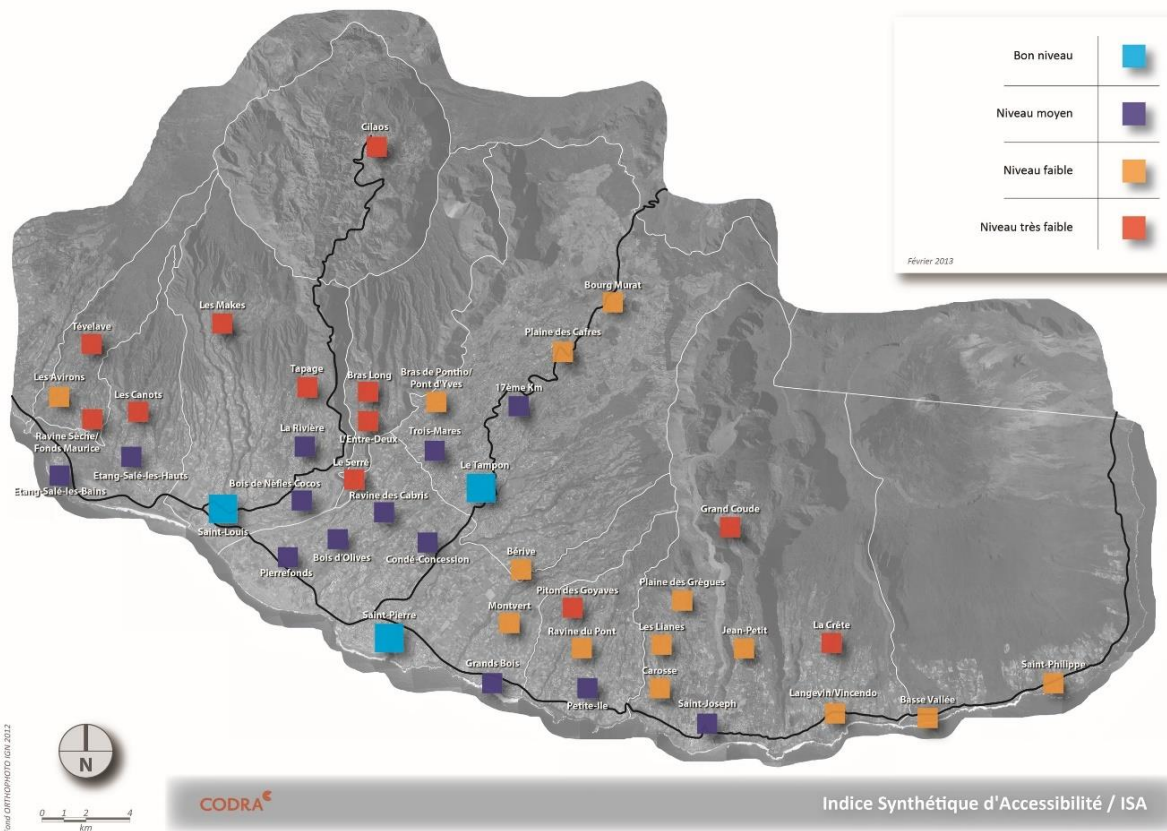 Bon niveau
Niveau moyen
Niveau faible
Niveau très faible
Février 2013
Cilaos
Bourg Murat
Les Makes
Plaine des Cafres
Tévelave
Tapage
Bras Long
Bras de Pontho/
Pont d'Yves
Les Avirons
Les Canots
17ème Km
L'Entre-Deux
Ravine Sèche/
Fonds Maurice
La Rivière
Trois-Mares
Etang-Salé-les-Hauts
Le Serré
Le Tampon
Etang-Salé-les-Bains
Bois de Nèfles Cocos
Ravine des Cabris
Saint-Louis
Grand Coude
Bois d'Olives
Condé-Concession
Pierrefonds
Bérive
Plaine des Grègues
Piton des Goyaves
Saint-Pierre
Montvert
Ravine du Pont
Les Lianes
Jean-Petit
La Crête
Grands Bois
Carosse
Saint-Philippe
Petite-Ile
Saint-Joseph
Langevin/Vincendo
Basse Vallée
Fond ORTHOPHOTO IGN 2012
N
0 1 2 4
km
CODRA
Indice Synthétique d'Accessibilité / ISA